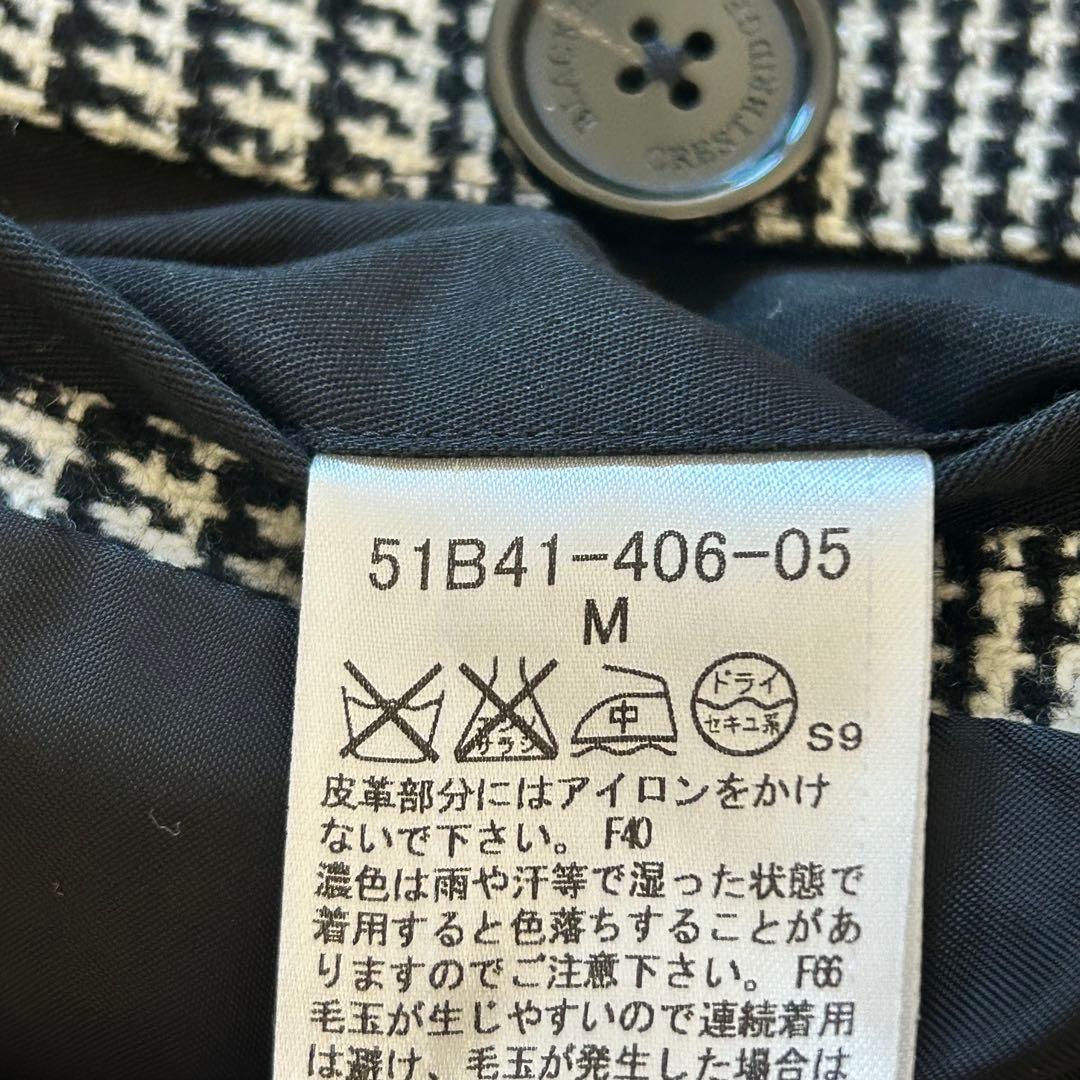 BLACK
CRESTBRIDGE
51B41-406-05
M
中
ドライ
セキユ系
S9
皮革部分にはアイロンをかけ
ないで下さい。 F40
濃色は雨や汗等で湿った状態で
着用すると色落ちすることがあ
りますのでご注意下さい。 F66
毛玉が生じやすいので連続着用
は避け、毛玉が発生した場合は